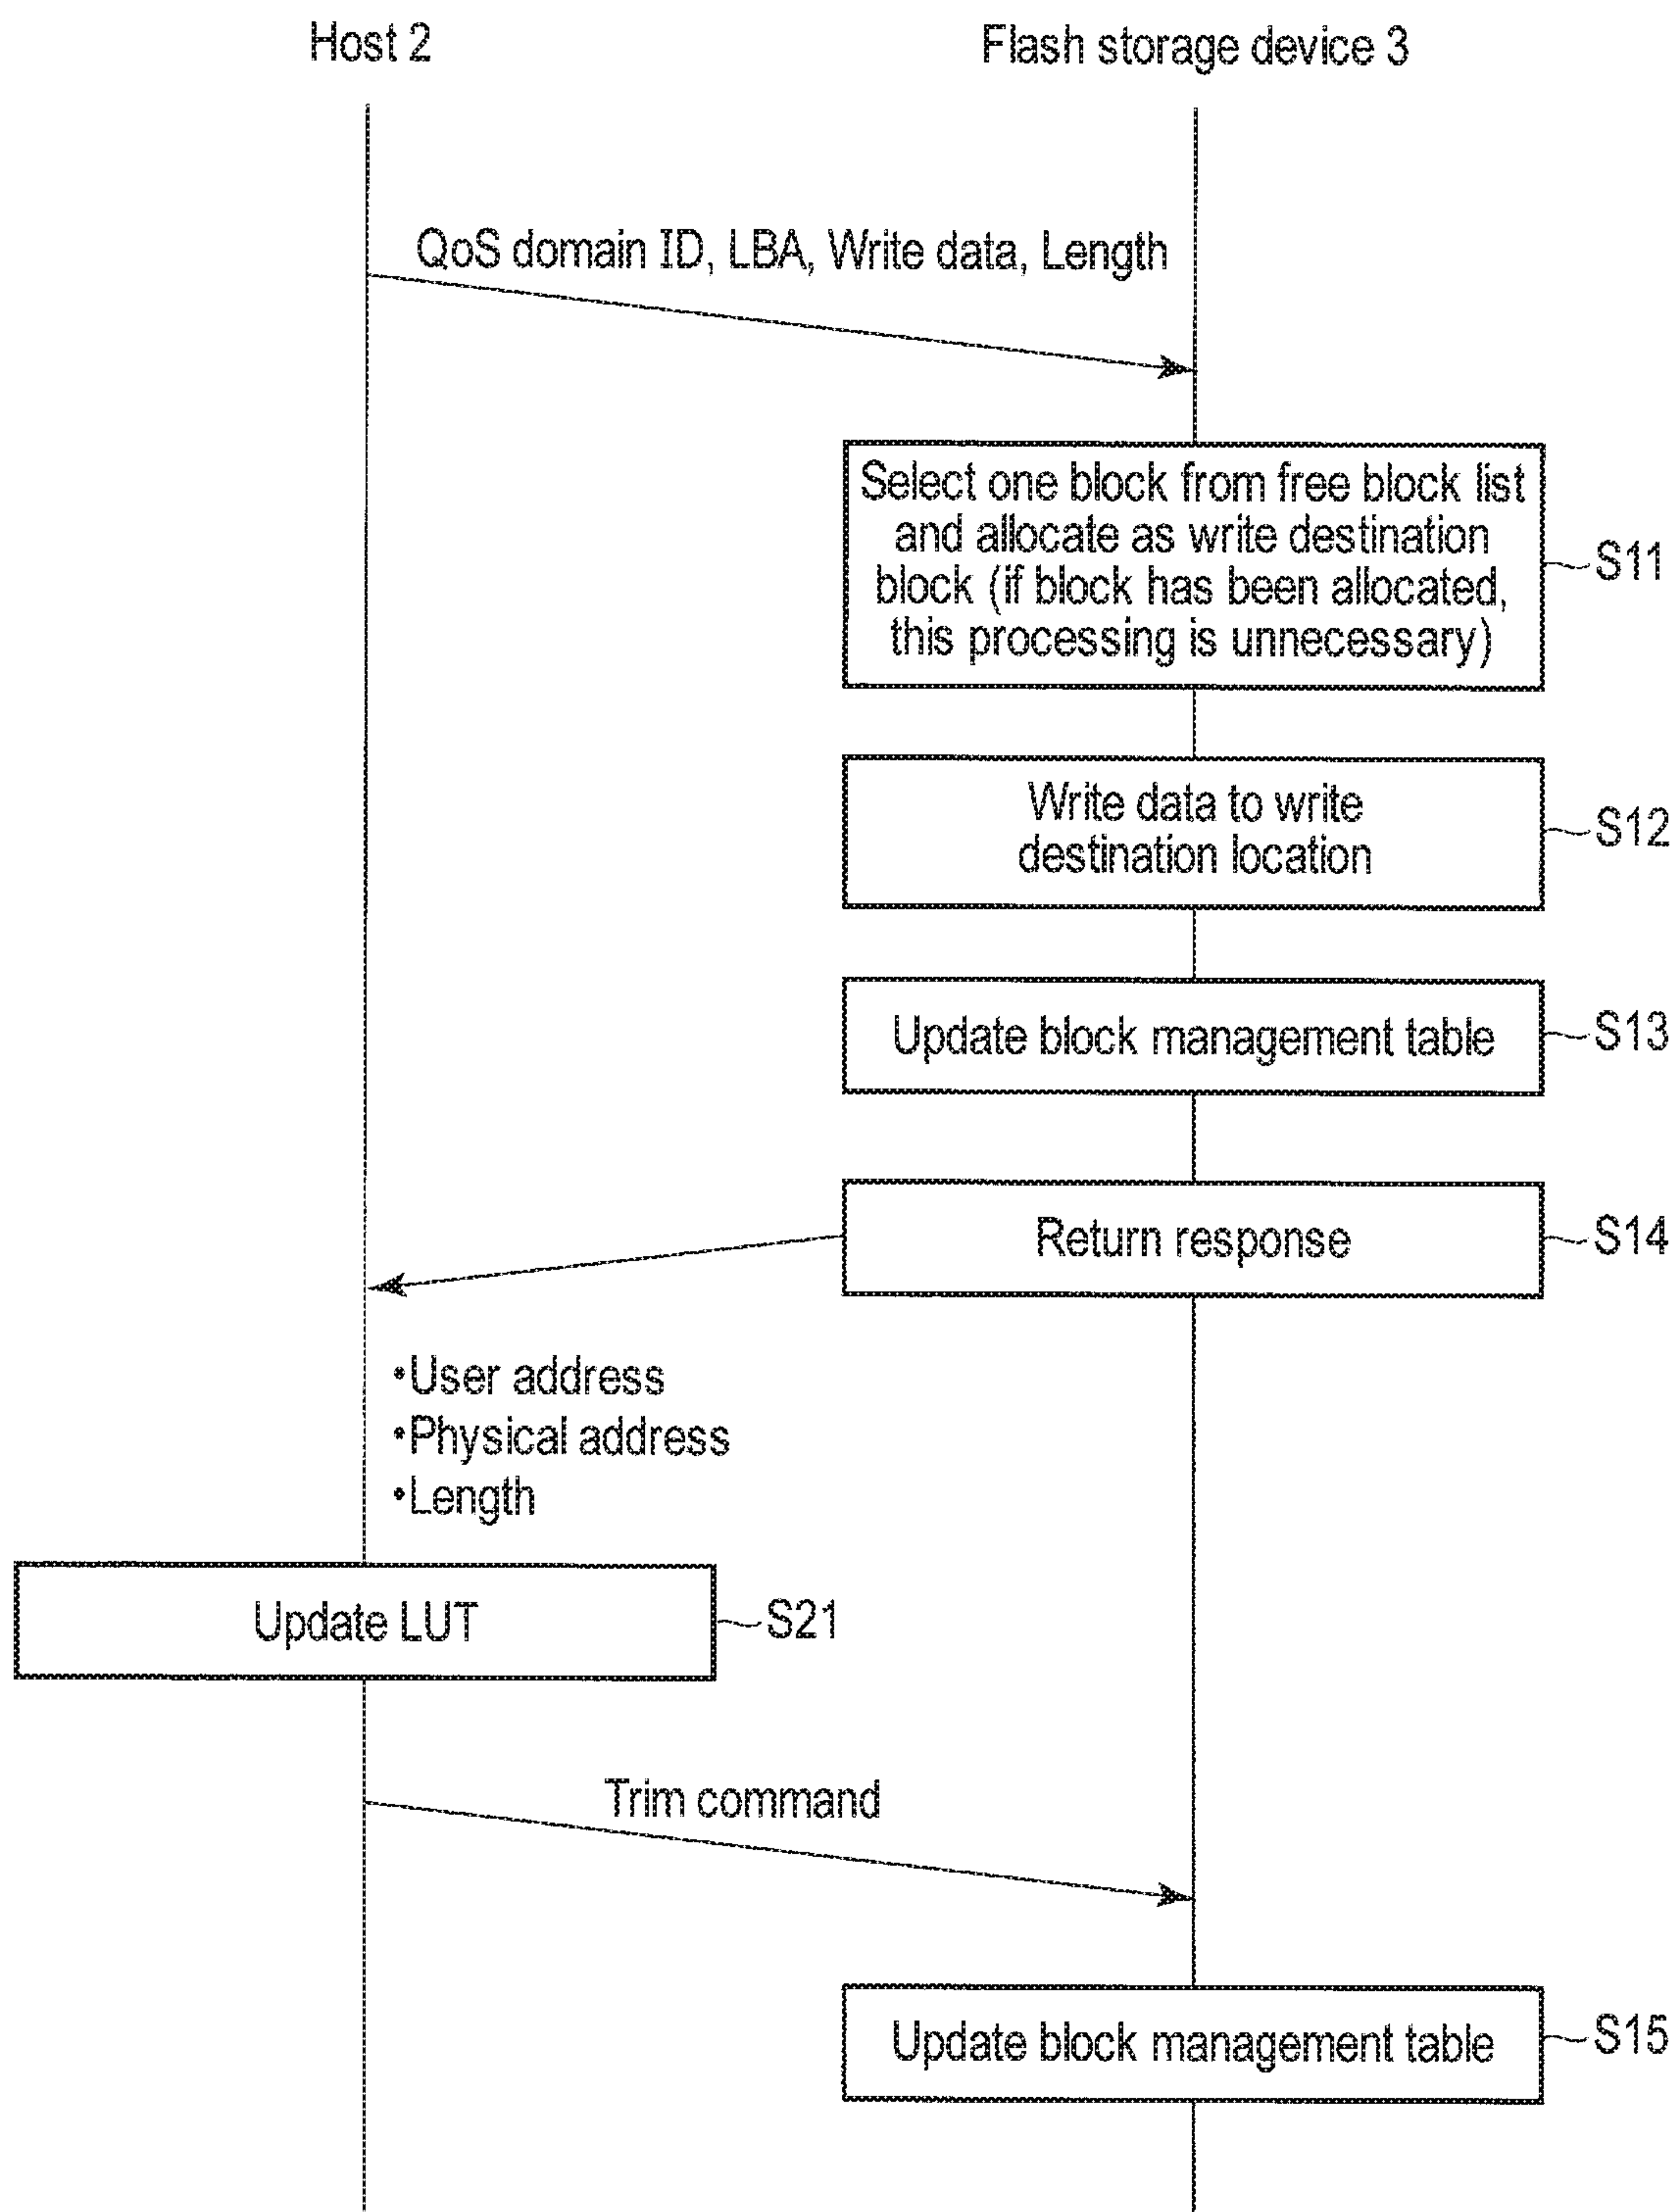 Host 2
Flash storage device 3
QoS domain ID, LBA, Write data, Length
Select one block from free block list
and allocate as write destination
block (if block has been allocated,
this processing is unnecessary)
S11
Write data to write
destination location
S12
Update block management table
S13
Return response
S14
•User address
•Physical address
•Length
Update LUT
S21
Trim command
Update block management table
S15